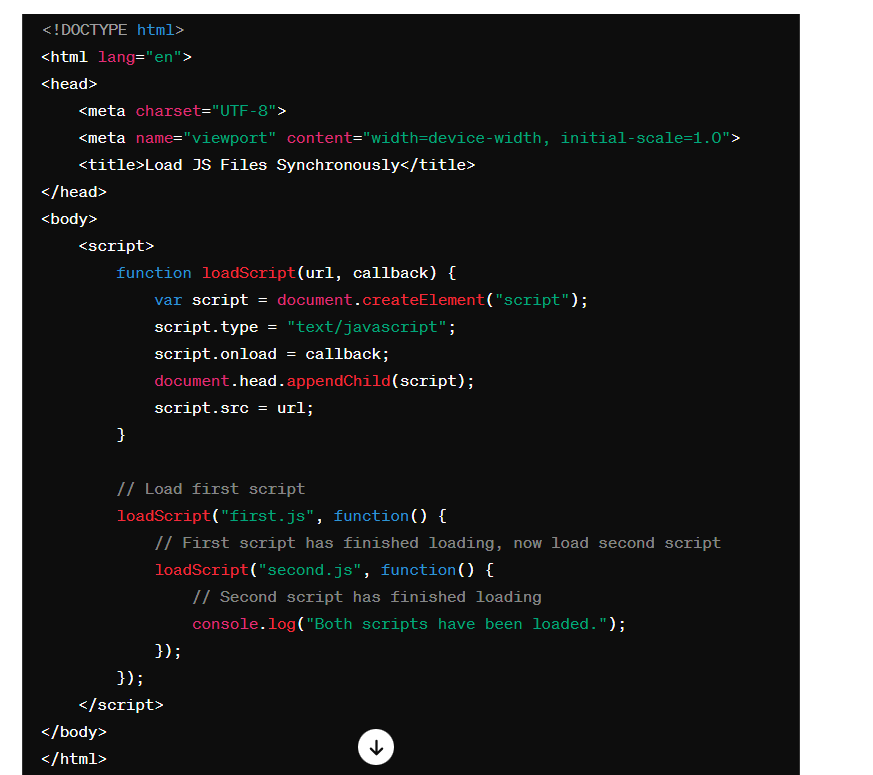 <!DOCTYPE html>
<html lang="en">
<head>
    <meta charset="UTF-8">
    <meta name="viewport" content="width=device-width, initial-scale=1.0">
    <title>Load JS Files Synchronously</title>
</head>
<body>
    <script>
        function loadScript(url, callback) {
            var script = document.createElement("script");
            script.type = "text/javascript";
            script.onload = callback;
            document.head.appendChild(script);
            script.src = url;
        }

        // Load first script
        loadScript("first.js", function() {
            // First script has finished loading, now load second script
            loadScript("second.js", function() {
                // Second script has finished loading
                console.log("Both scripts have been loaded.");
            });
        });
    </script>
</body>
</html>